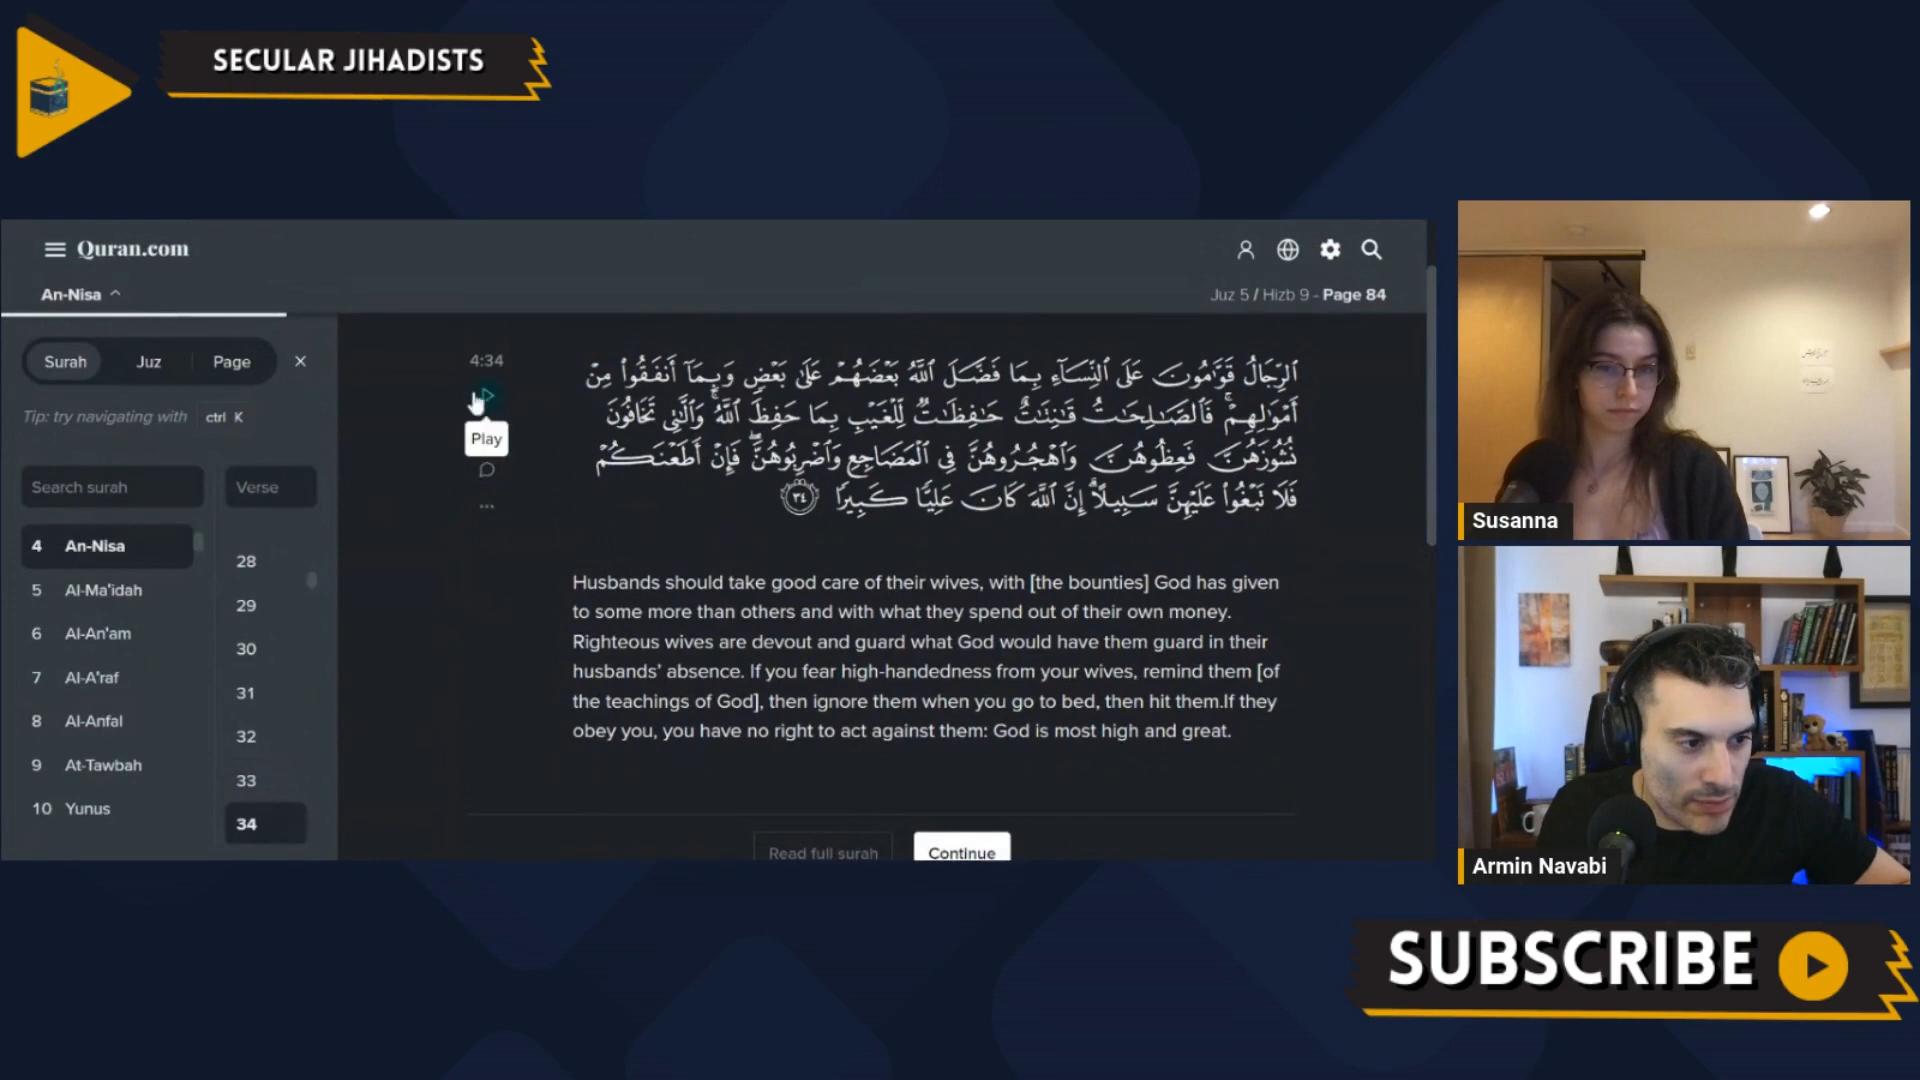 SECULAR JIHADISTS
Quran.com
An-Nisa
Juz 5 / Hizb 9 - Page 84
Surah
Juz
Page
Tip: try navigating with ctrl K
Search surah
Verse
4 An-Nisa
5 Al-Ma'idah
6 Al-An'am
7 Al-A'raf
8 Al-Anfal
9 At-Tawbah
10 Yunus
28
29
30
31
32
33
34
4:34
Play
ٱلرِّجَالُ قَوَّٰمُونَ عَلَى ٱلنِّسَآءِ بِمَا فَضَّلَ ٱللَّهُ بَعْضَهُمْ عَلَىٰ بَعْضٍ وَبِمَآ أَنفَقُوا۟ مِنْ
أَمْوَٰلِهِمْ ۚ فَٱلصَّـٰلِحَـٰتُ قَـٰنِتَـٰتٌ حَـٰفِظَـٰتٌ لِّلْغَيْبِ بِمَا حَفِظَ ٱللَّهُ ۚ وَٱلَّـٰتِى تَخَافُونَ
نُشُوزَهُنَّ فَعِظُوهُنَّ وَٱهْجُرُوهُنَّ فِى ٱلْمَضَاجِعِ وَٱضْرِبُوهُنَّ ۖ فَإِنْ أَطَعْنَكُمْ
فَلَا تَبْغُوا۟ عَلَيْهِنَّ سَبِيلًا ۗ إِنَّ ٱللَّهَ كَانَ عَلِيًّا كَبِيرًا ٣٤
Husbands should take good care of their wives, with [the bounties] God has given
to some more than others and with what they spend out of their own money.
Righteous wives are devout and guard what God would have them guard in their
husbands' absence. If you fear high-handedness from your wives, remind them [of
the teachings of God], then ignore them when you go to bed, then hit them.If they
obey you, you have no right to act against them: God is most high and great.
Read full surah
Continue
Susanna
Armin Navabi
SUBSCRIBE